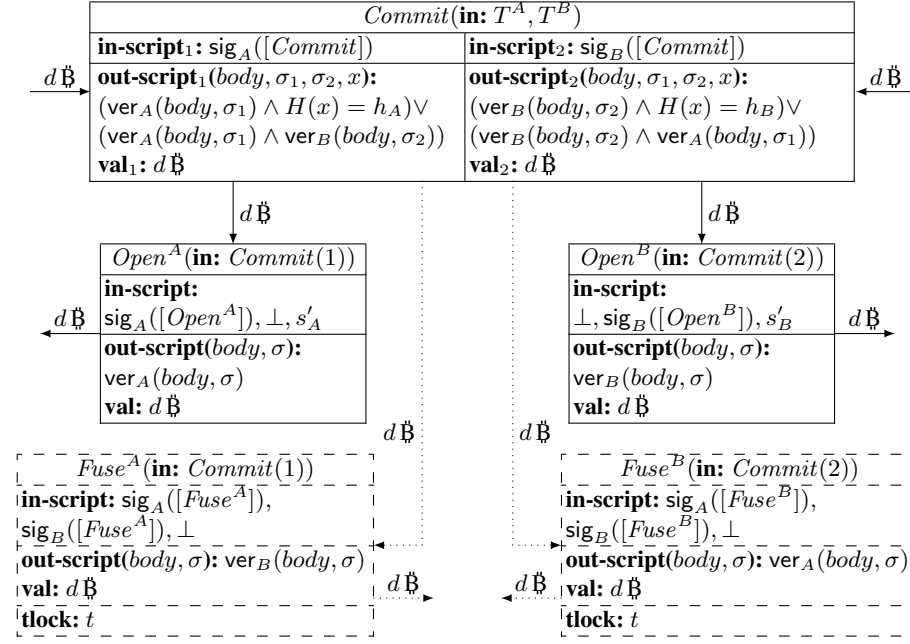 Commit(in: T^A, T^B)
in-script₁: sig_A([Commit])
in-script₂: sig_B([Commit])
d ₿
out-script₁(body, σ₁, σ₂, x):
(ver_A(body, σ₁) ∧ H(x) = h_A)∨
(ver_A(body, σ₁) ∧ ver_B(body, σ₂))
val₁: d ₿
out-script₂(body, σ₁, σ₂, x):
(ver_B(body, σ₂) ∧ H(x) = h_B)∨
(ver_B(body, σ₂) ∧ ver_A(body, σ₁))
val₂: d ₿
d ₿
d ₿
d ₿
Open^A(in: Commit(1))
in-script:
sig_A([Open^A]), ⊥, s′_A
out-script(body, σ):
ver_A(body, σ)
val: d ₿
d ₿
Open^B(in: Commit(2))
in-script:
⊥, sig_B([Open^B]), s′_B
out-script(body, σ):
ver_B(body, σ)
val: d ₿
d ₿
d ₿
d ₿
Fuse^A(in: Commit(1))
in-script: sig_A([Fuse^A]),
sig_B([Fuse^A]), ⊥
out-script(body, σ): ver_B(body, σ)
val: d ₿
tlock: t
d ₿
Fuse^B(in: Commit(2))
in-script: sig_A([Fuse^B]),
sig_B([Fuse^B]), ⊥
out-script(body, σ): ver_A(body, σ)
val: d ₿
tlock: t
d ₿